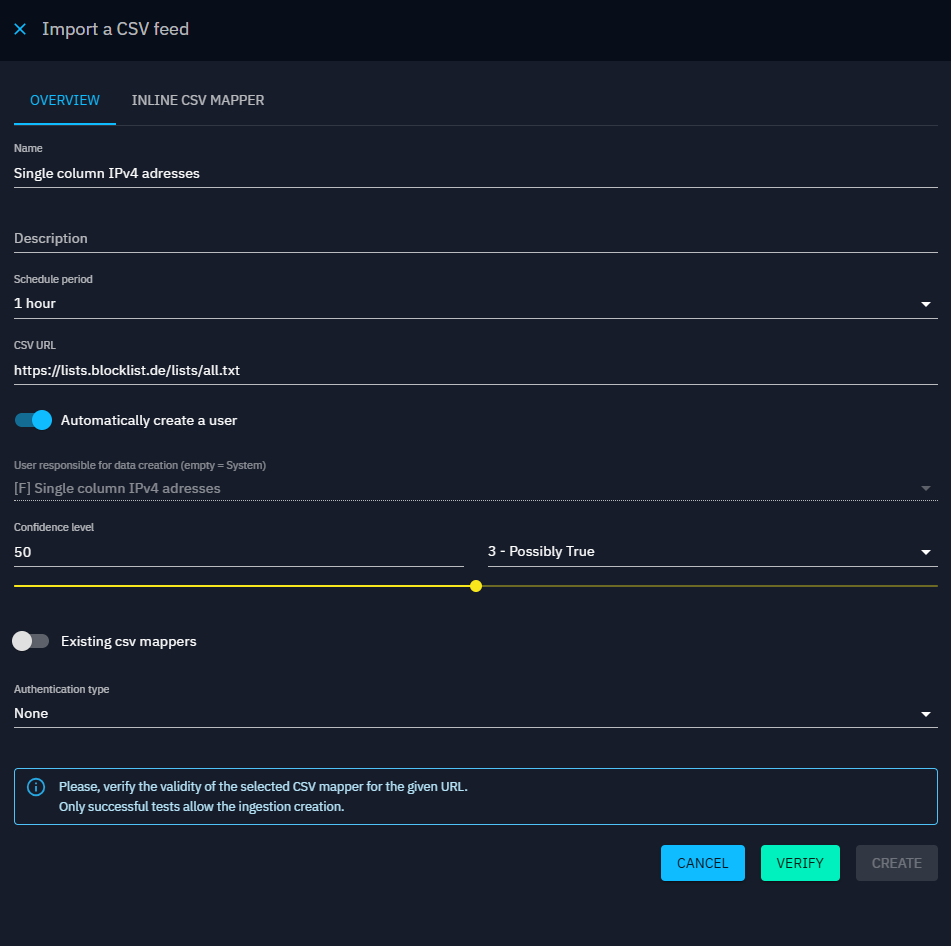 Import a CSV feed
OVERVIEW INLINE CSV MAPPER
Name
Single column IPv4 adresses
Description
Schedule period
1 hour
CSV URL
https://lists.blocklist.de/lists/all.txt
Automatically create a user
User responsible for data creation (empty = System)
[F] Single column IPv4 adresses
Confidence level
50 3 - Possibly True
Existing csv mappers
Authentication type
None
Please, verify the validity of the selected CSV mapper for the given URL.
Only successful tests allow the ingestion creation.
CANCEL VERIFY CREATE